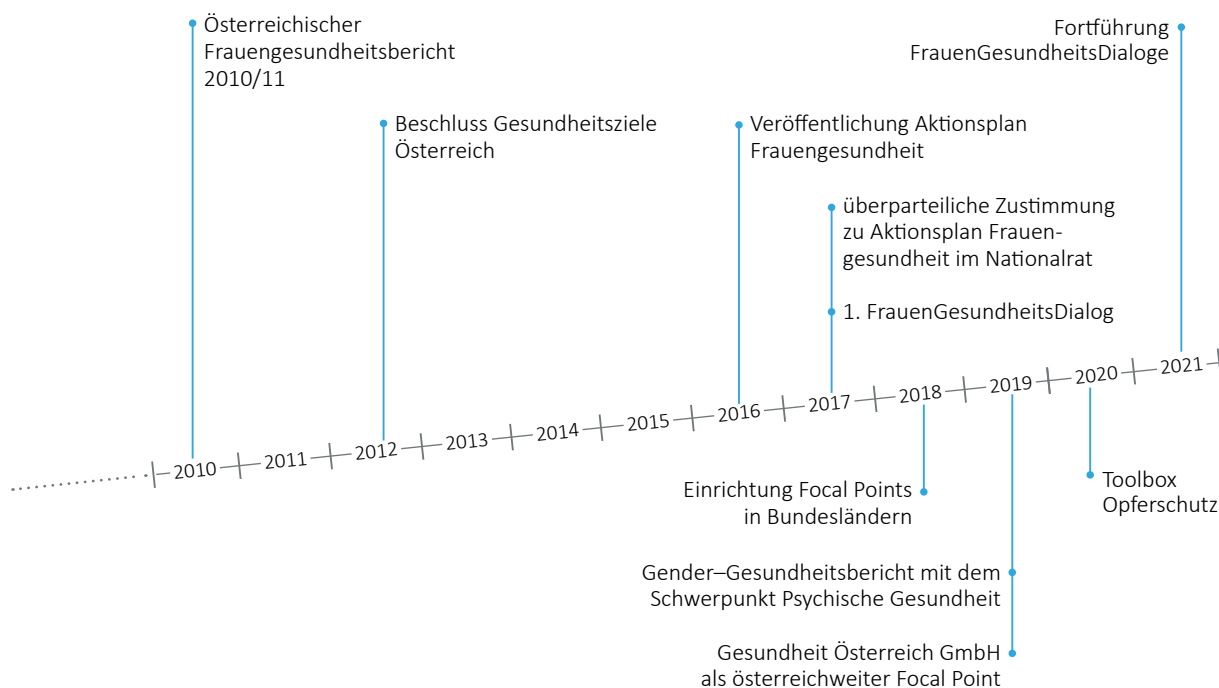 Österreichischer
Frauengesundheitsbericht
2010/11
Beschluss Gesundheitsziele
Österreich
Veröffentlichung Aktionsplan
Frauengesundheit
überparteiliche Zustimmung
zu Aktionsplan Frauen-
gesundheit im Nationalrat
1. FrauenGesundheitsDialog
Fortführung
FrauenGesundheitsDialoge
2010
2011
2012
2013
2014
2015
2016
2017
2018
2019
2020
2021
Einrichtung Focal Points
in Bundesländern
Gender–Gesundheitsbericht mit dem
Schwerpunkt Psychische Gesundheit
Gesundheit Österreich GmbH
als österreichweiter Focal Point
Toolbox
Opferschutz